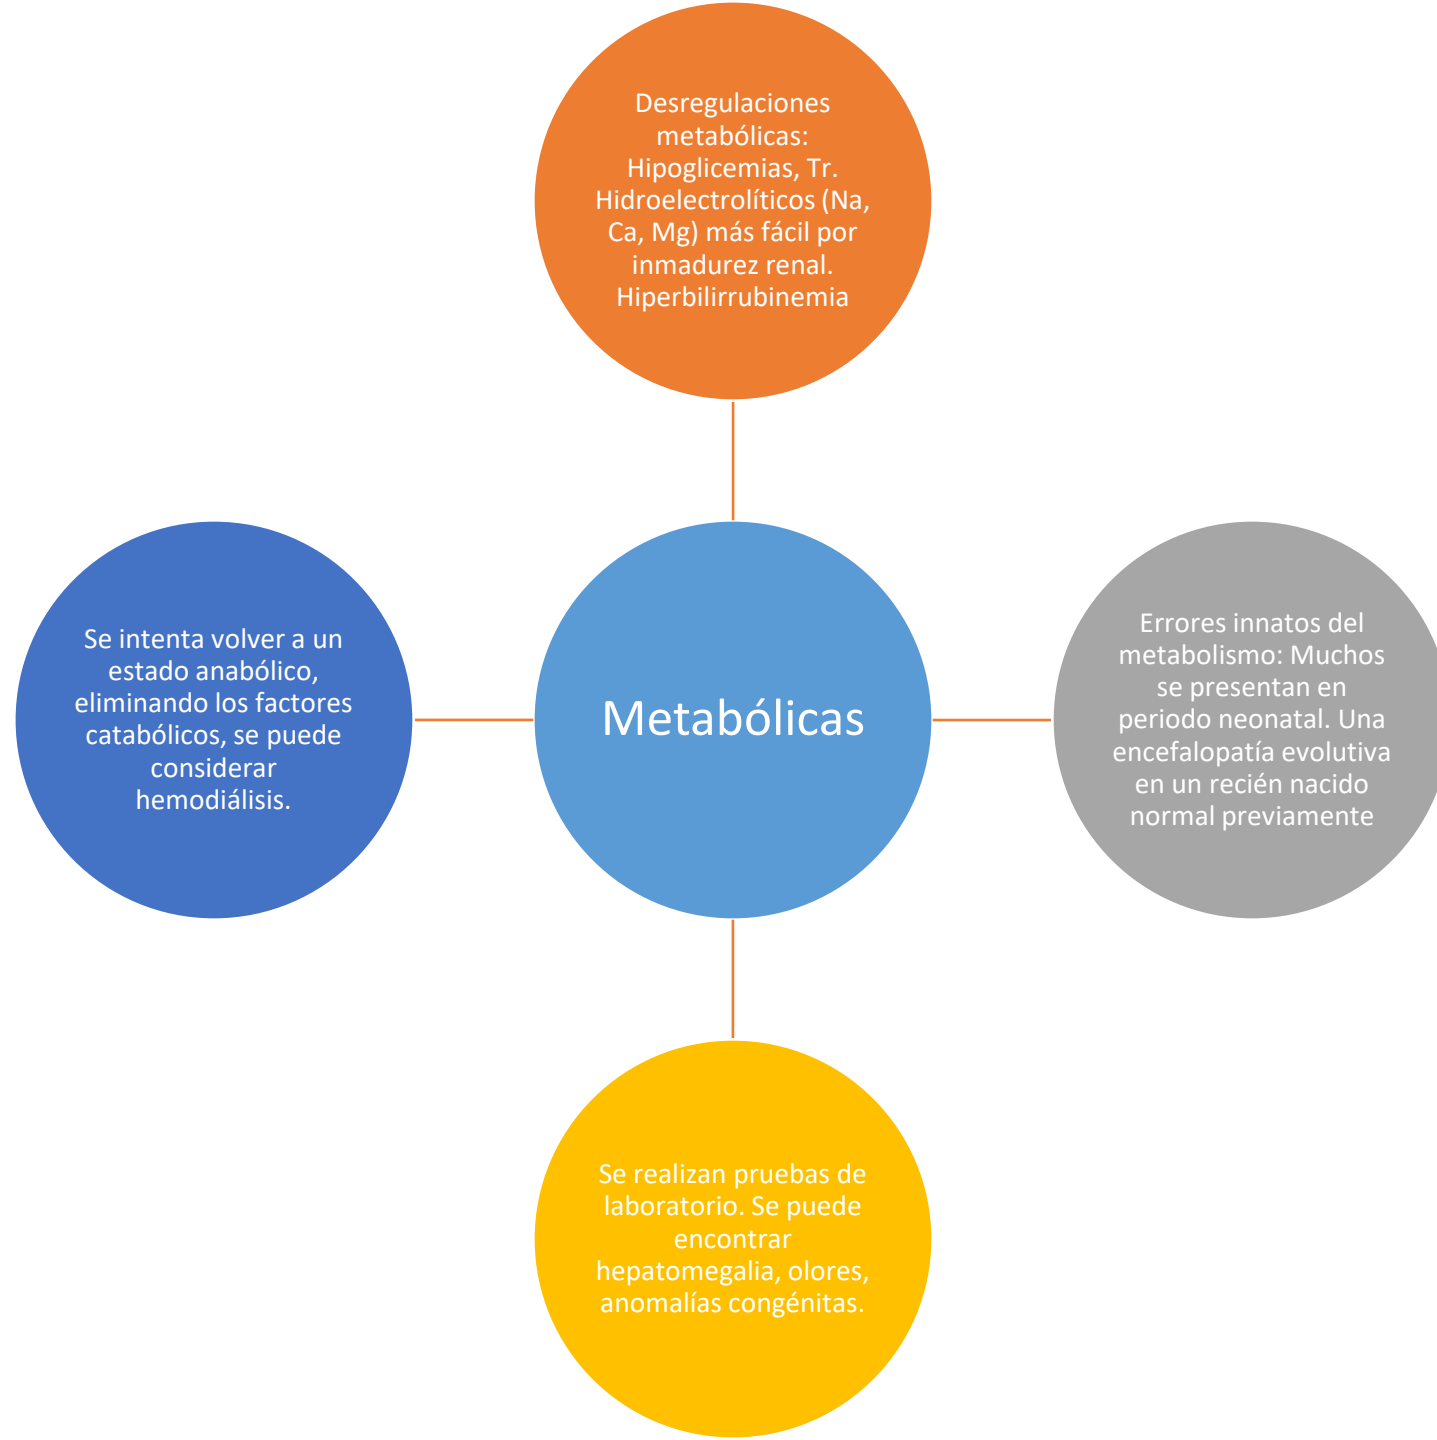 Desregulaciones
metabólicas:
Hipoglicemias, Tr.
Hidroelectrolíticos (Na,
Ca, Mg) más fácil por
inmadurez renal.
Hiperbilirrubinemia
Se intenta volver a un
estado anabólico,
eliminando los factores
catabólicos, se puede
considerar
hemodiálisis.
Metabólicas
Errores innatos del
metabolismo: Muchos
se presentan en
periodo neonatal. Una
encefalopatía evolutiva
en un recién nacido
normal previamente
Se realizan pruebas de
laboratorio. Se puede
encontrar
hepatomegalia, olores,
anomalías congénitas.